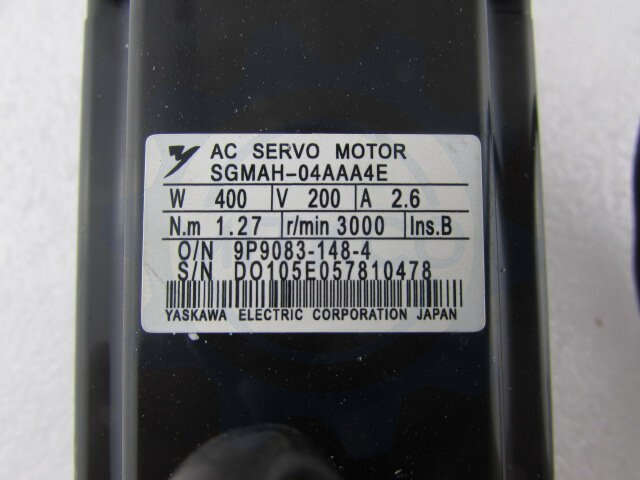 AC SERVO MOTOR
SGMAH-04AAA4E
W 400 V 200 A 2.6
N.m 1.27 r/min 3000 Ins.B
O/N 9P9083-148-4
S/N DO105E057810478
YASKAWA ELECTRIC CORPORATION JAPAN